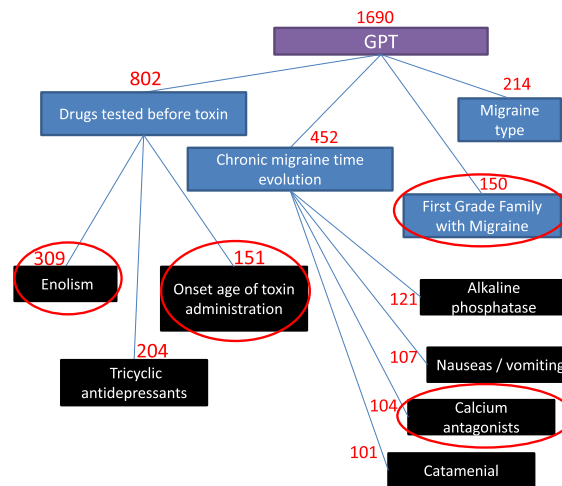 1690
GPT
802
Drugs tested before toxin
214
Migraine
type
452
Chronic migraine time
evolution
150
First Grade Family
with Migraine
309
Enolism
151
Onset age of toxin
administration
121
Alkaline
phosphatase
204
Tricyclic
antidepressants
107
Nauseas / vomiting
104
Calcium
antagonists
101
Catamenial